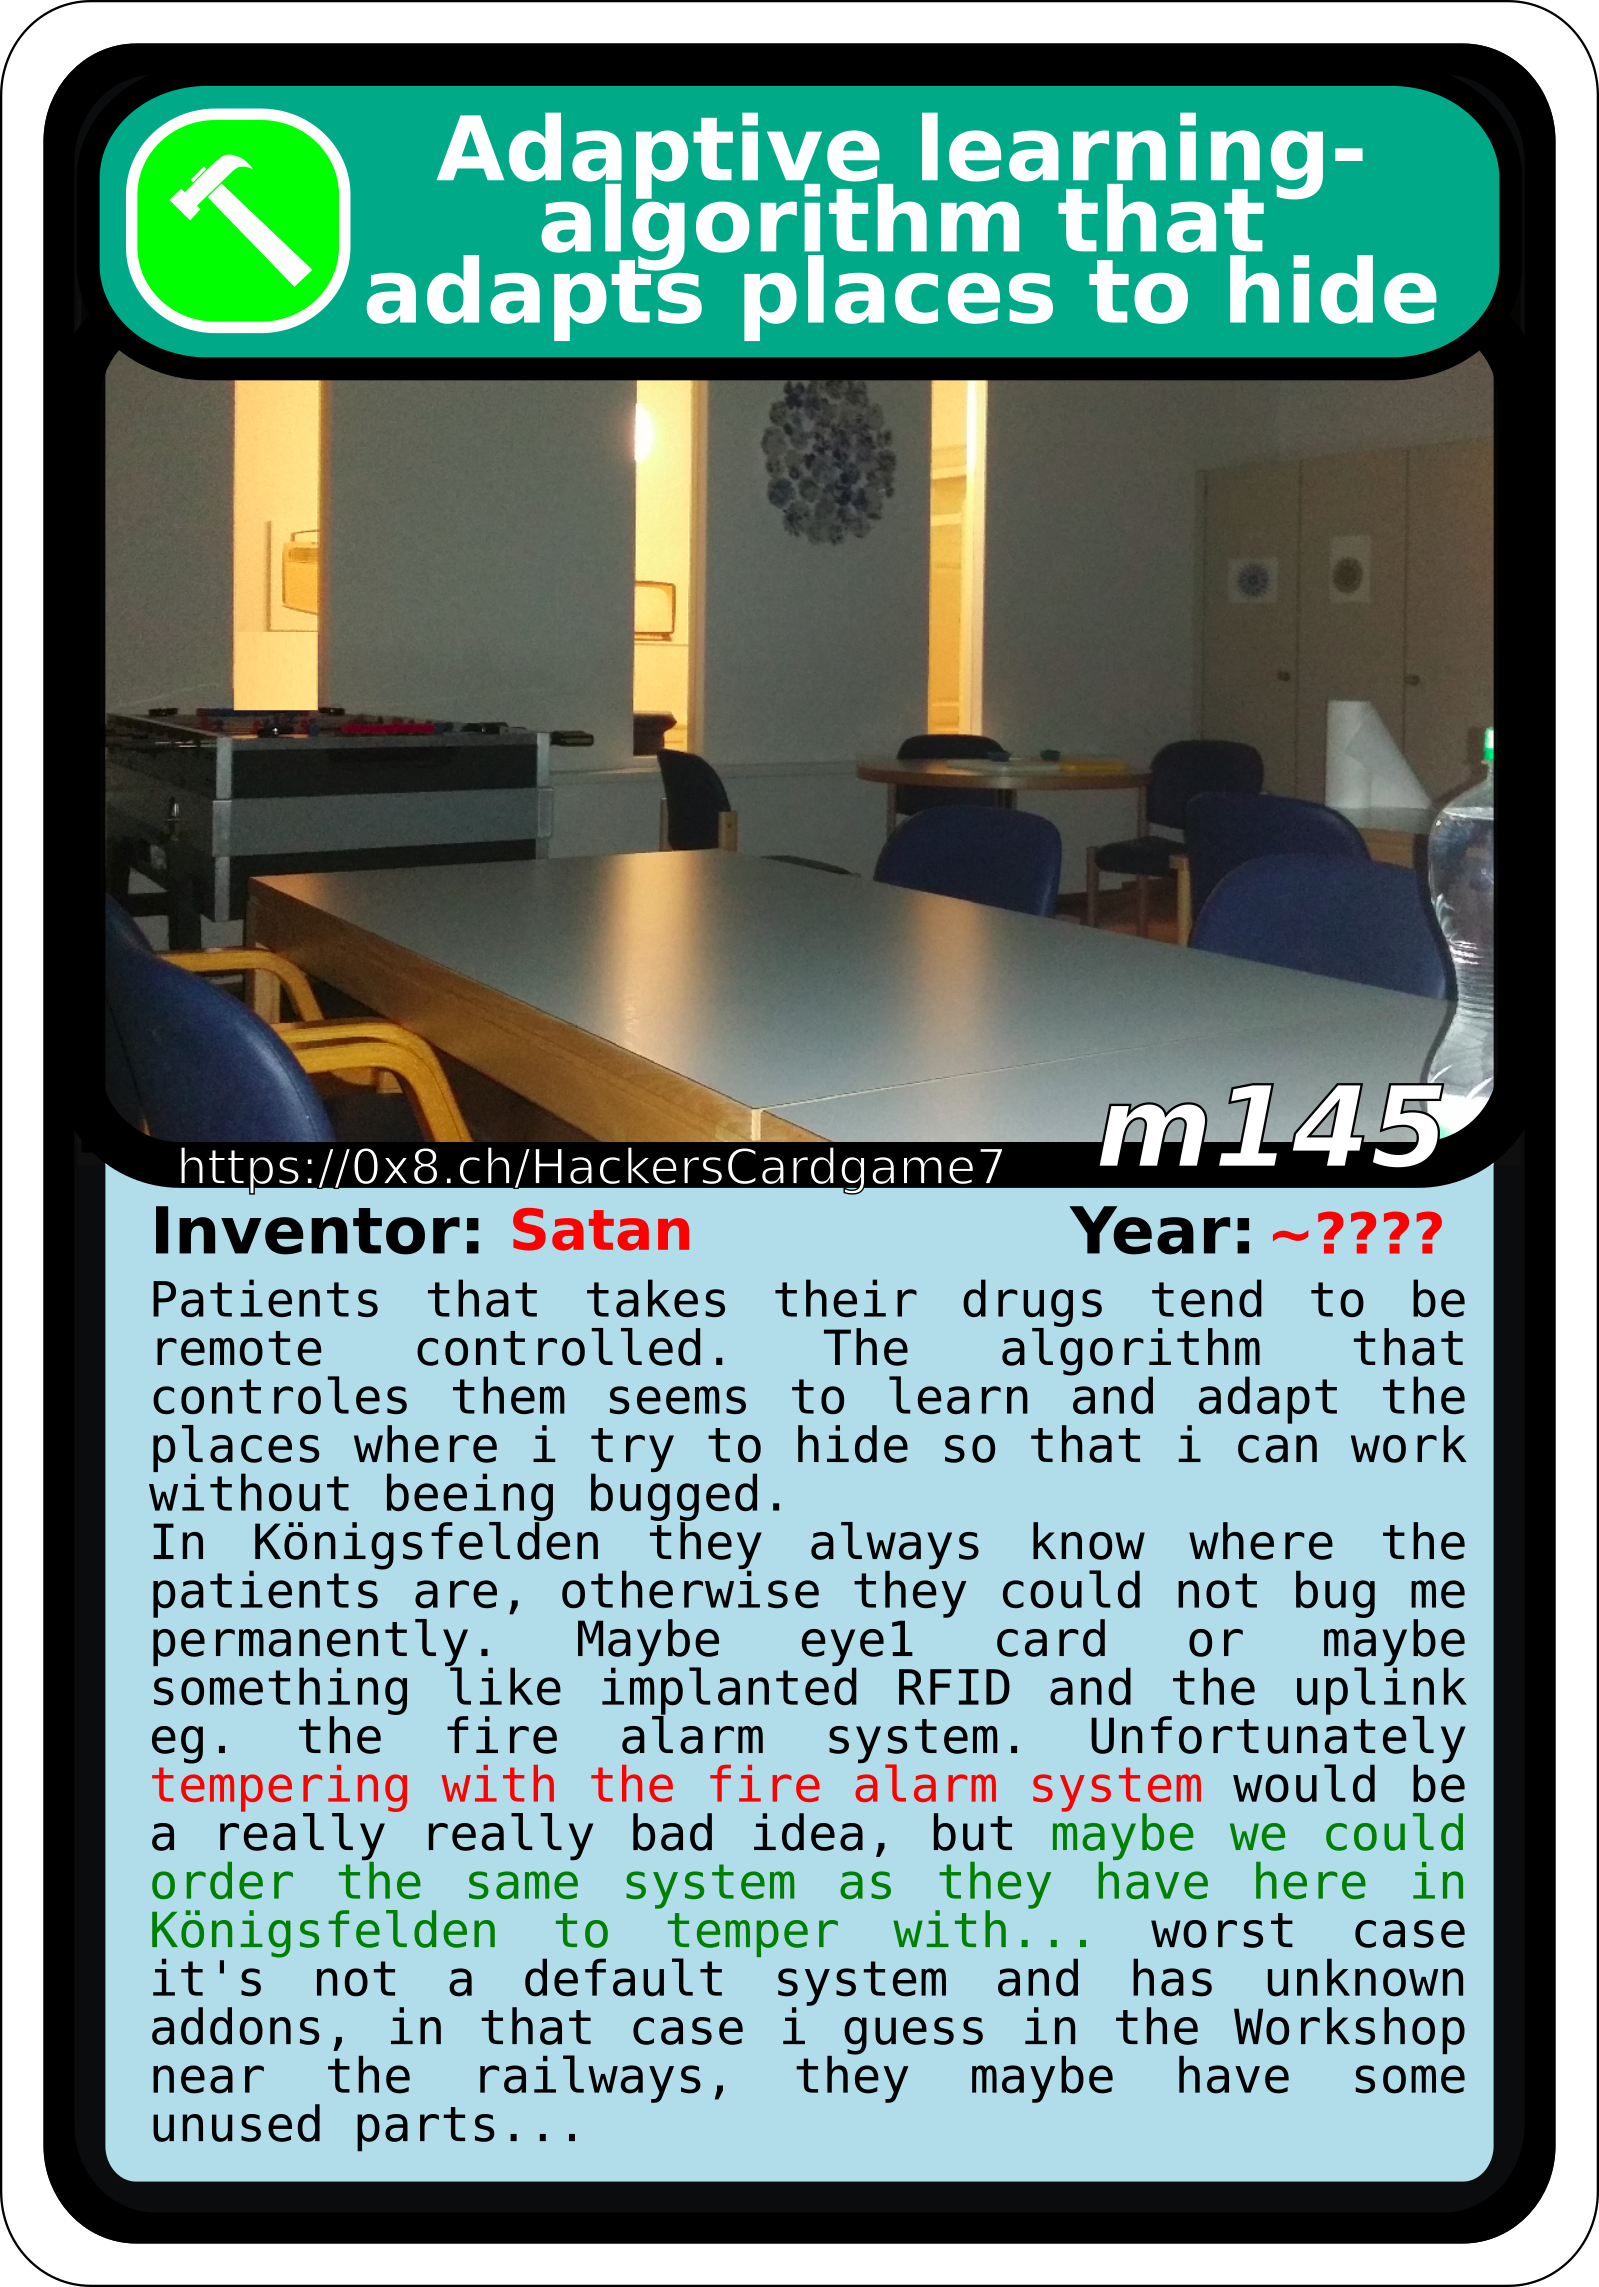 Adaptive learning-
algorithm that
adapts places to hide
m145
https://0x8.ch/HackersCardgame7
Inventor: Satan Year: ~????
Patients that takes their drugs tend to be
remote controlled. The algorithm that
controles them seems to learn and adapt the
places where i try to hide so that i can work
without beeing bugged.
In Königsfelden they always know where the
patients are, otherwise they could not bug me
permanently. Maybe eye1 card or maybe
something like implanted RFID and the uplink
eg. the fire alarm system. Unfortunately
tempering with the fire alarm system would be
a really really bad idea, but maybe we could
order the same system as they have here in
Königsfelden to temper with... worst case
it's not a default system and has unknown
addons, in that case i guess in the Workshop
near the railways, they maybe have some
unused parts...